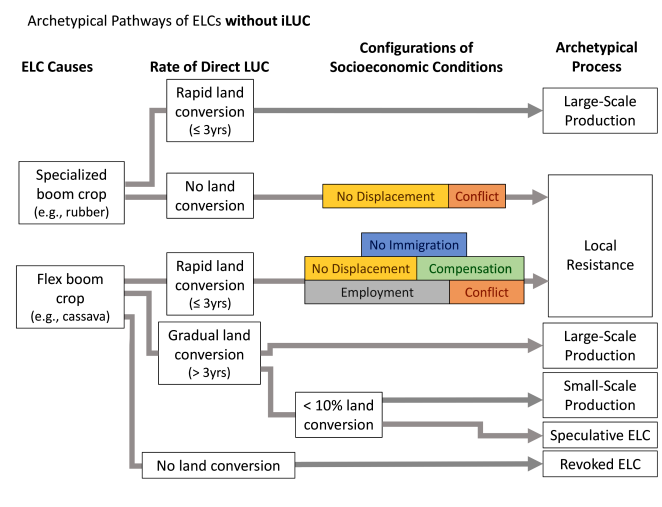 Archetypal Pathways of ELCs without iLUC
ELC Causes
Rate of Direct LUC
Configurations of
Socioeconomic Conditions
Archetypical
Process
Rapid land
conversion
(≤ 3yrs)
Large-Scale
Production
Specialized
boom crop
(e.g., rubber)
No land
conversion
No Displacement
Conflict
Local
Resistance
Flex boom
crop
(e.g., cassava)
Rapid land
conversion
(≤ 3yrs)
No Immigration
No Displacement
Compensation
Employment
Conflict
Gradual land
conversion
(> 3yrs)
Large-Scale
Production
< 10% land
conversion
Small-Scale
Production
Speculative ELC
No land conversion
Revoked ELC